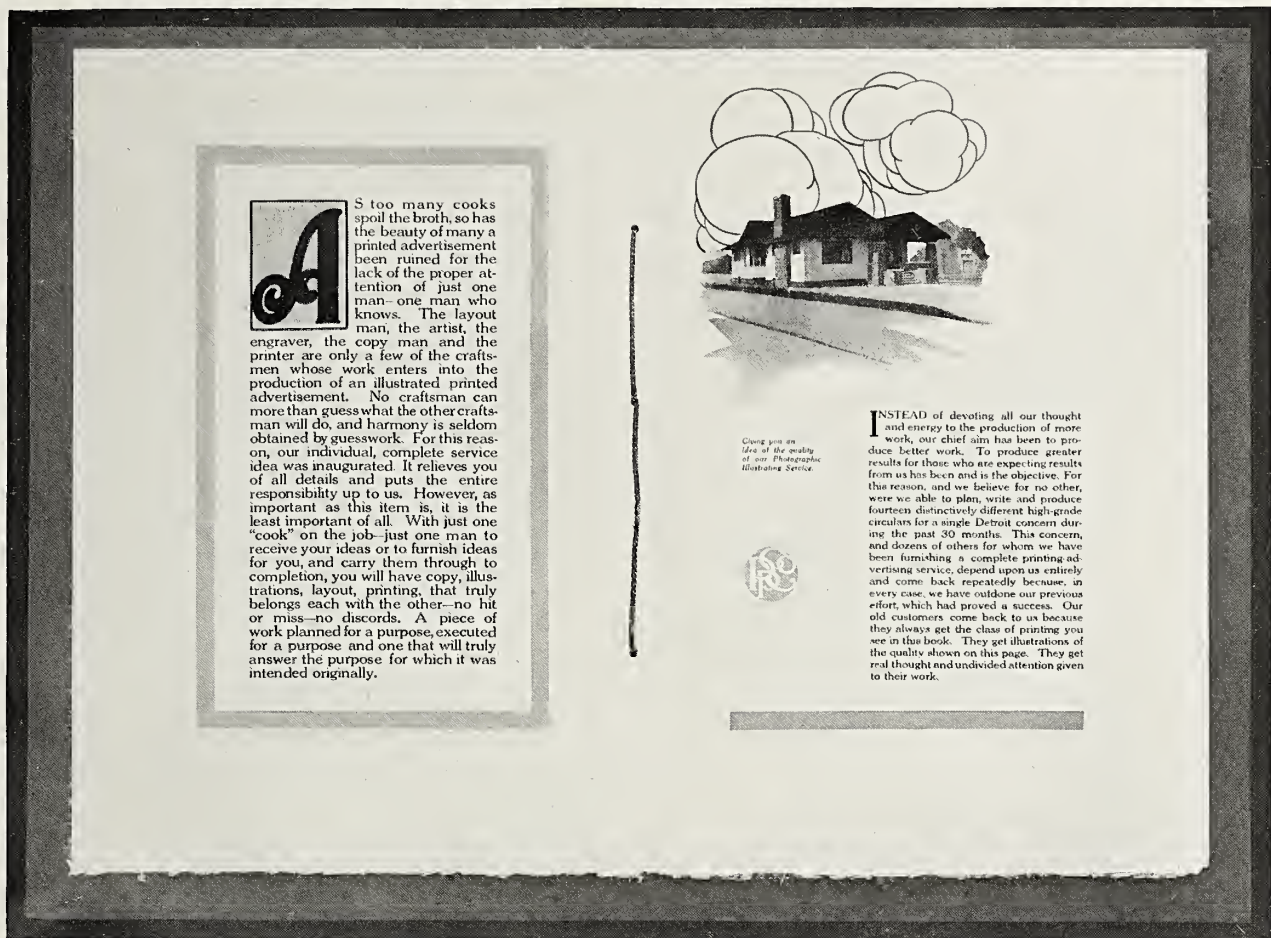 AS too many cooks
spoil the broth, so has
the beauty of many a
printed advertisement
been ruined for the
lack of the proper at-
tention of just one
man—one man who
knows. The layout
man, the artist, the
engraver, the copy man and the
printer are only a few of the crafts-
men whose work enters into the
production of an illustrated printed
advertisement. No craftsman can
more than guess what the other crafts-
man will do, and harmony is seldom
obtained by guesswork. For this reas-
on, our individual, complete service
idea was inaugurated. It relieves you
of all details and puts the entire
responsibility up to us. However, as
important as this item is, it is the
least important of all. With just one
"cook" on the job—just one man to
receive your ideas or to furnish ideas
for you, and carry them through to
completion, you will have copy, illus-
trations, layout, printing, that truly
belongs each with the other—no hit
or miss—no discords. A piece of
work planned for a purpose, executed
for a purpose and one that will truly
answer the purpose for which it was
intended originally.
Giving you an
idea of the quality
of our Photographic
Illustrating Service.
INSTEAD of devoting all our thought
and energy to the production of more
work, our chief aim has been to pro-
duce better work. To produce greater
results for those who are expecting results
from us has been and is the objective. For
this reason, and we believe for no other,
were we able to plan, write and produce
fourteen distinctively different high-grade
circulars for a single Detroit concern dur-
ing the past 30 months. This concern,
and dozens of others for whom we have
been furnishing a complete printing-ad-
vertising service, depend upon us entirely
and come back repeatedly because, in
every case, we have outdone our previous
effort, which had proved a success. Our
old customers come back to us because
they always get the class of printing you
see in this book. They get illustrations of
the quality shown on this page. They get
real thought and undivided attention given
to their work.